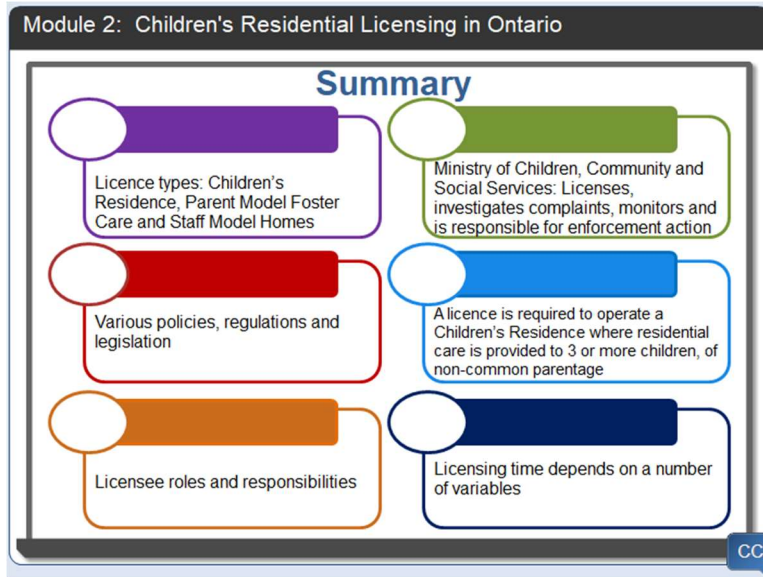 Module 2: Children's Residential Licensing in Ontario
Summary
Licence types: Children’s
Residence, Parent Model Foster
Care and Staff Model Homes
Ministry of Children, Community and
Social Services: Licenses,
investigates complaints, monitors and
is responsible for enforcement action
Various policies, regulations and
legislation
A licence is required to operate a
Children’s Residence where residential
care is provided to 3 or more children, of
non-common parentage
Licensee roles and responsibilities
Licensing time depends on a number
of variables
CC